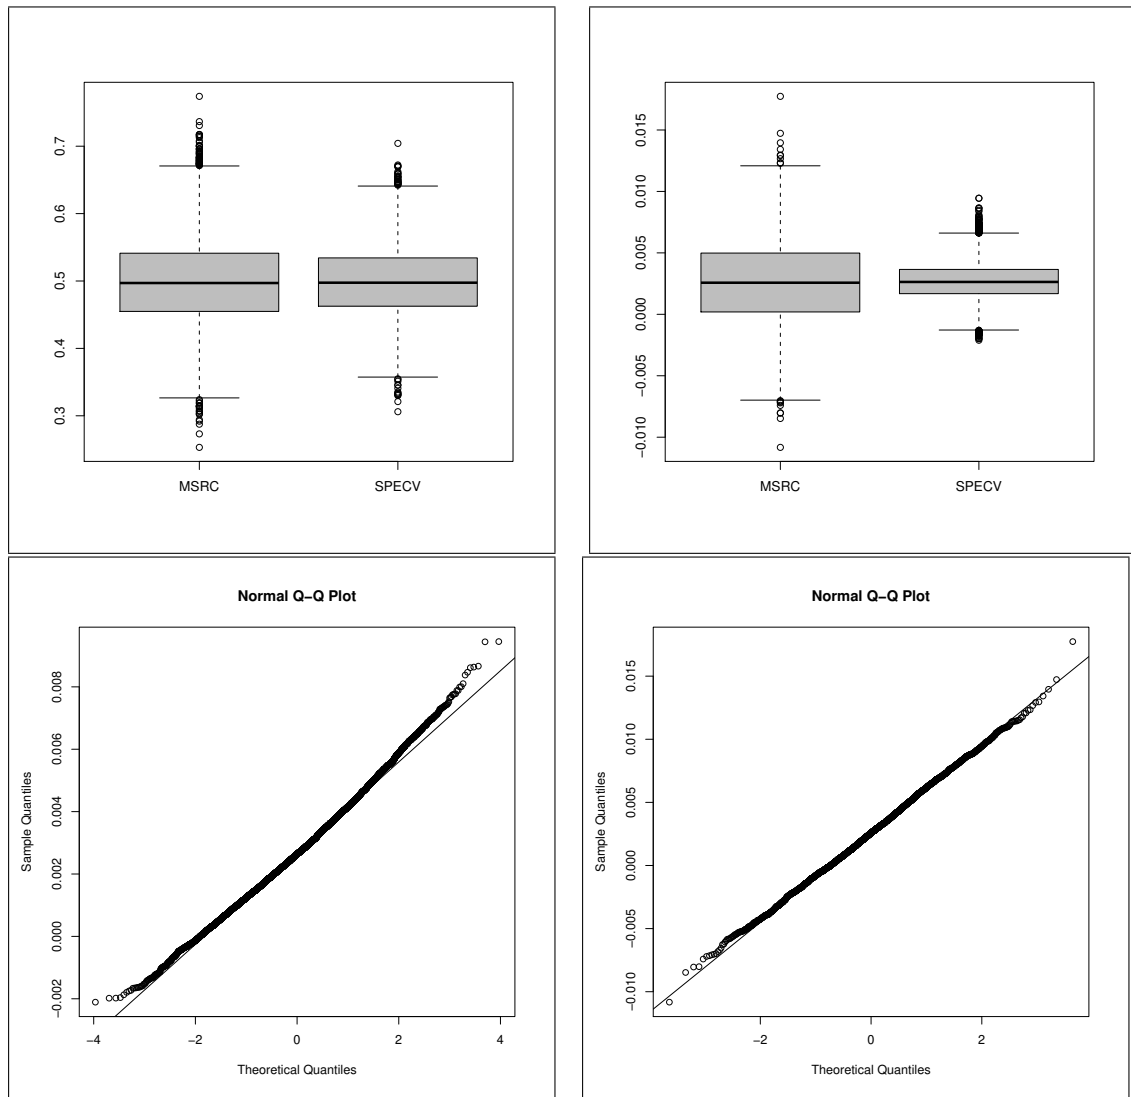 0.7
0.6
0.5
0.4
0.3
MSRC SPECV
0.015
0.010
0.005
0.000
−0.005
−0.010
MSRC SPECV
Normal Q−Q Plot
0.008
0.006
0.004
0.002
0.000
−0.002
Sample Quantiles
−4 −2 0 2 4
Theoretical Quantiles
Normal Q−Q Plot
0.015
0.010
0.005
0.000
−0.005
−0.010
Sample Quantiles
−2 0 2
Theoretical Quantiles